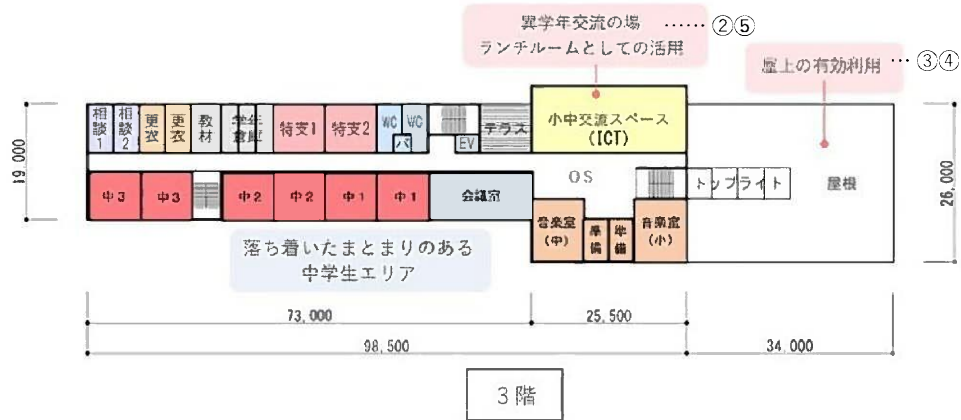 異学年交流の場 …… ②⑤
ランチルームとしての活用
屋上の有効利用 … ③④
相談1
相談2
更衣
更衣
教材
学年倉庫
特支1
特支2
WC
WC
パ
EV
テラス
小中交流スペース
(ICT)
OS
トップライト
屋根
中3
中3
中2
中2
中1
中1
会議室
音楽室
(中)
準備
準備
音楽室
(小)
落ち着いたまとまりのある
中学生エリア
19,000
26,000
73,000
25,500
98,500
34,000
3階